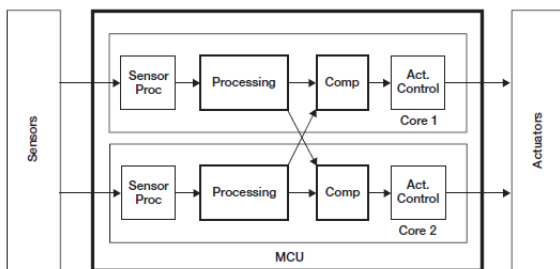 Sensors
Sensor
Proc
Processing
Comp
Act.
Control
Core 1
Sensor
Proc
Processing
Comp
Act.
Control
Core 2
MCU
Actuators